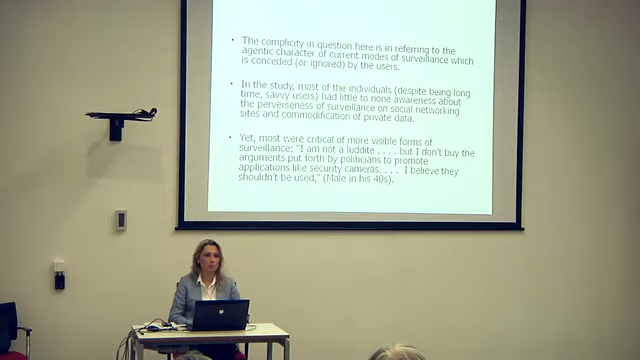 • The complicity in question here is in referring to the
agentic character of current modes of surveillance which
is conceded (or ignored) by the users.
• In the study, most of the individuals (despite being long
time, savvy users) had little to none awareness about
the perverseness of surveillance on social networking
sites and commodification of private data.
• Yet, most were critical of more visible forms of
surveillance: "I am not a luddite . . . . but I don't buy the
arguments put forth by politicians to promote
applications like security cameras. . . . I believe they
shouldn't be used," (Male in his 40s).